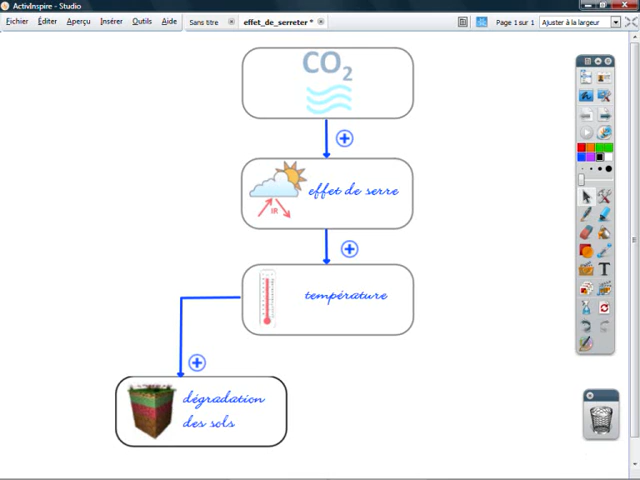 ActivInspire - Studio
Fichier Éditer Aperçu Insérer Outils Aide
Sans titre
effet_de_serreter *
Page 1 sur 1
Ajuster à la largeur
CO2
effet de serre
IR
température
dégradation
des sols
T